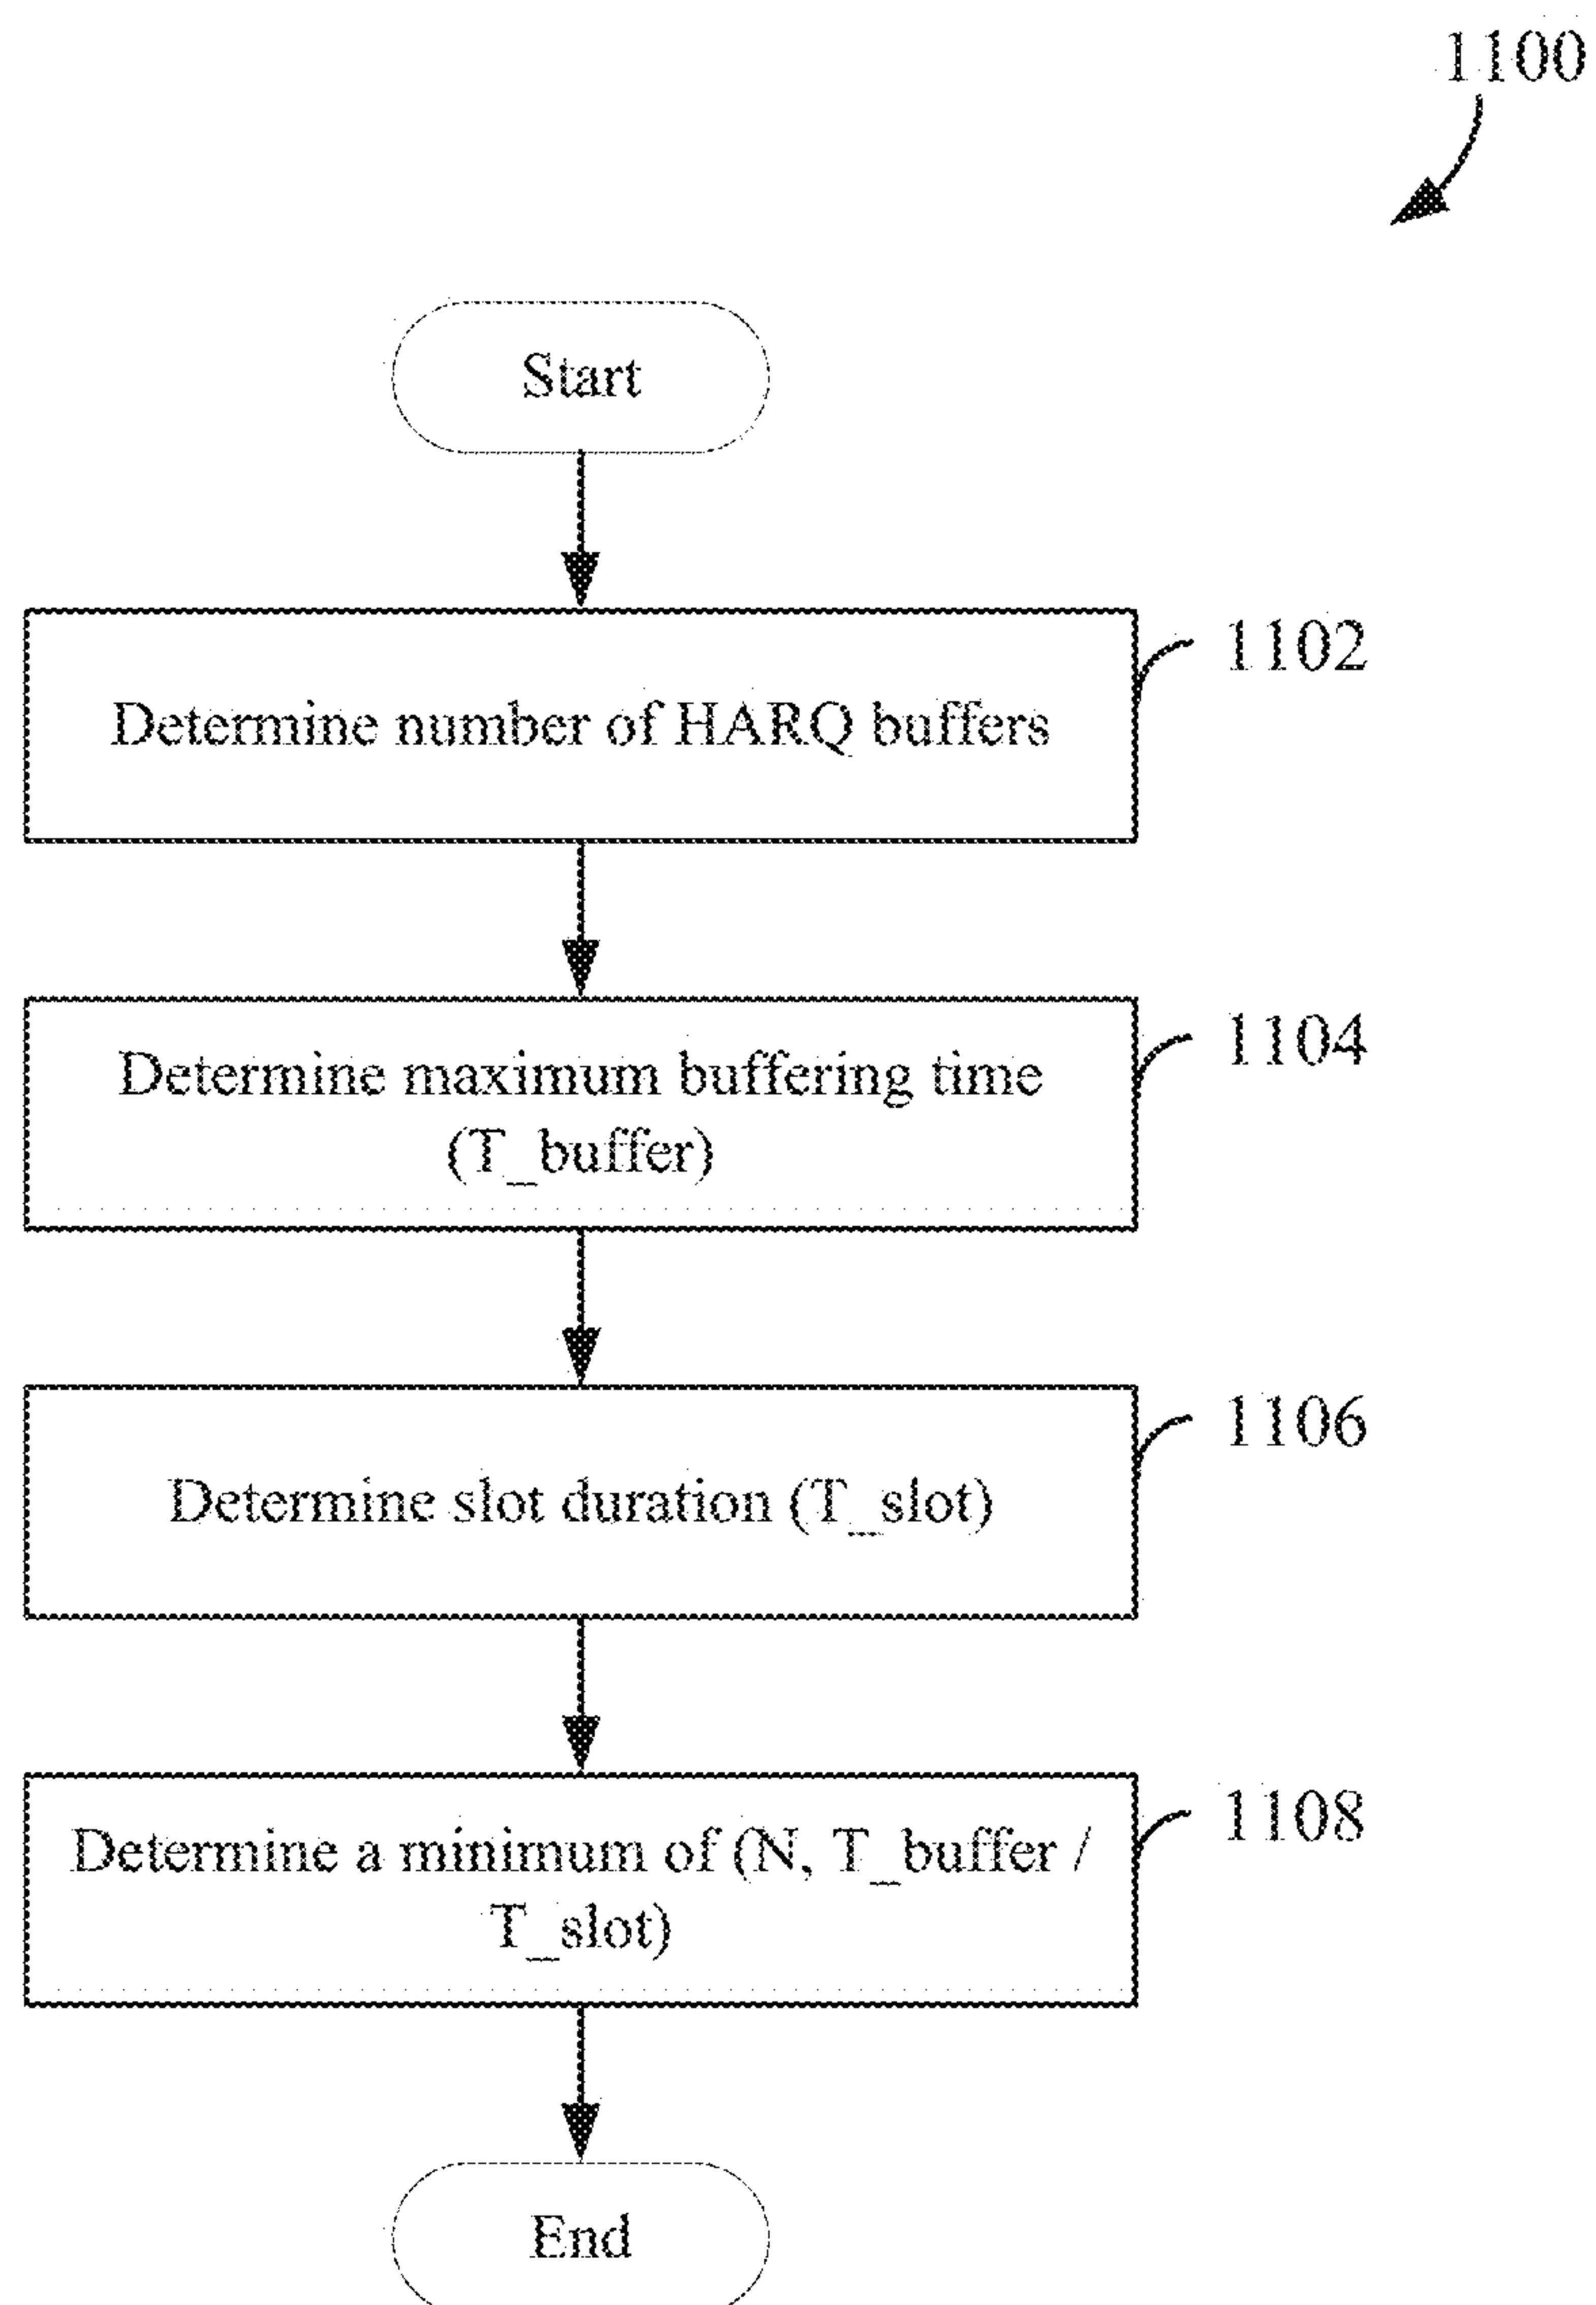 1100
Start
Determine number of HARQ buffers
1102
Determine maximum buffering time
(T_buffer)
1104
Determine slot duration (T_slot)
1106
Determine a minimum of (N, T_buffer /
T_slot)
1108
End